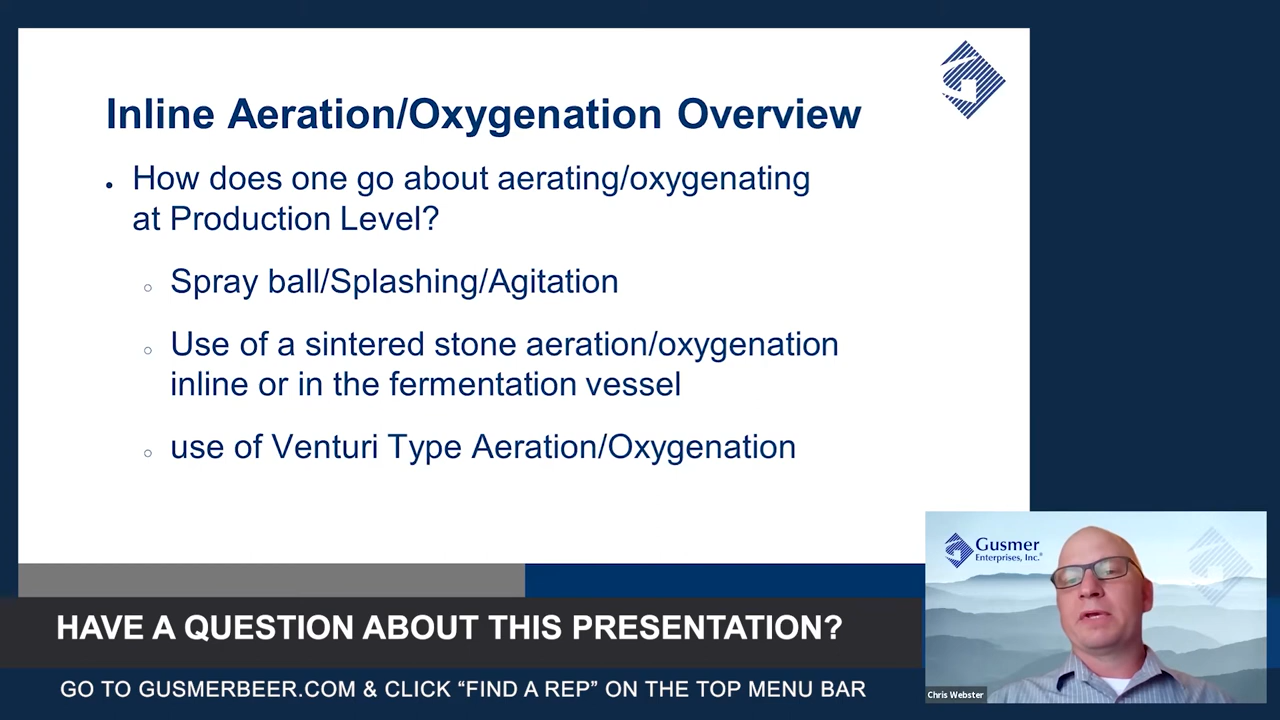 Inline Aeration/Oxygenation Overview
• How does one go about aerating/oxygenating
at Production Level?
○ Spray ball/Splashing/Agitation
○ Use of a sintered stone aeration/oxygenation
inline or in the fermentation vessel
○ use of Venturi Type Aeration/Oxygenation
Gusmer
Enterprises, Inc.®
HAVE A QUESTION ABOUT THIS PRESENTATION?
GO TO GUSMERBEER.COM & CLICK “FIND A REP” ON THE TOP MENU BAR
Chris Webster